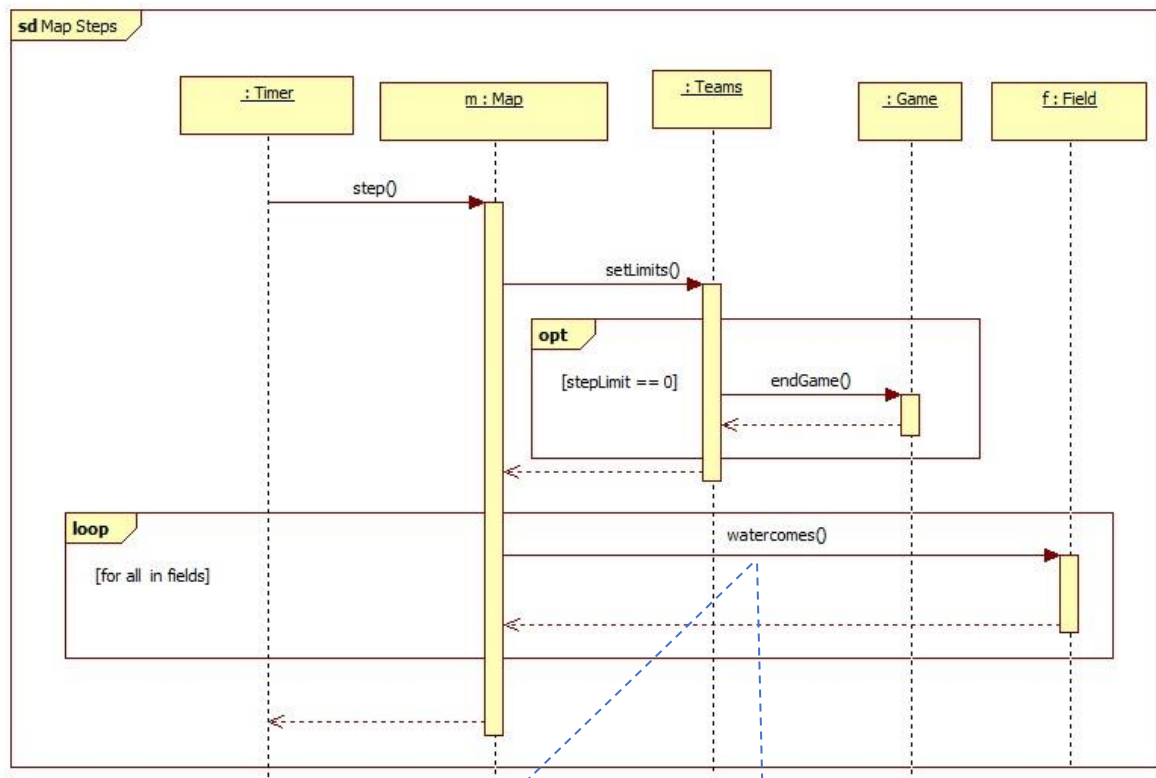 sd Map Steps
: Timer
m : Map
: Teams
: Game
f : Field
step()
setLimits()
opt
[stepLimit == 0]
endGame()
loop
watercomes()
[for all in fields]